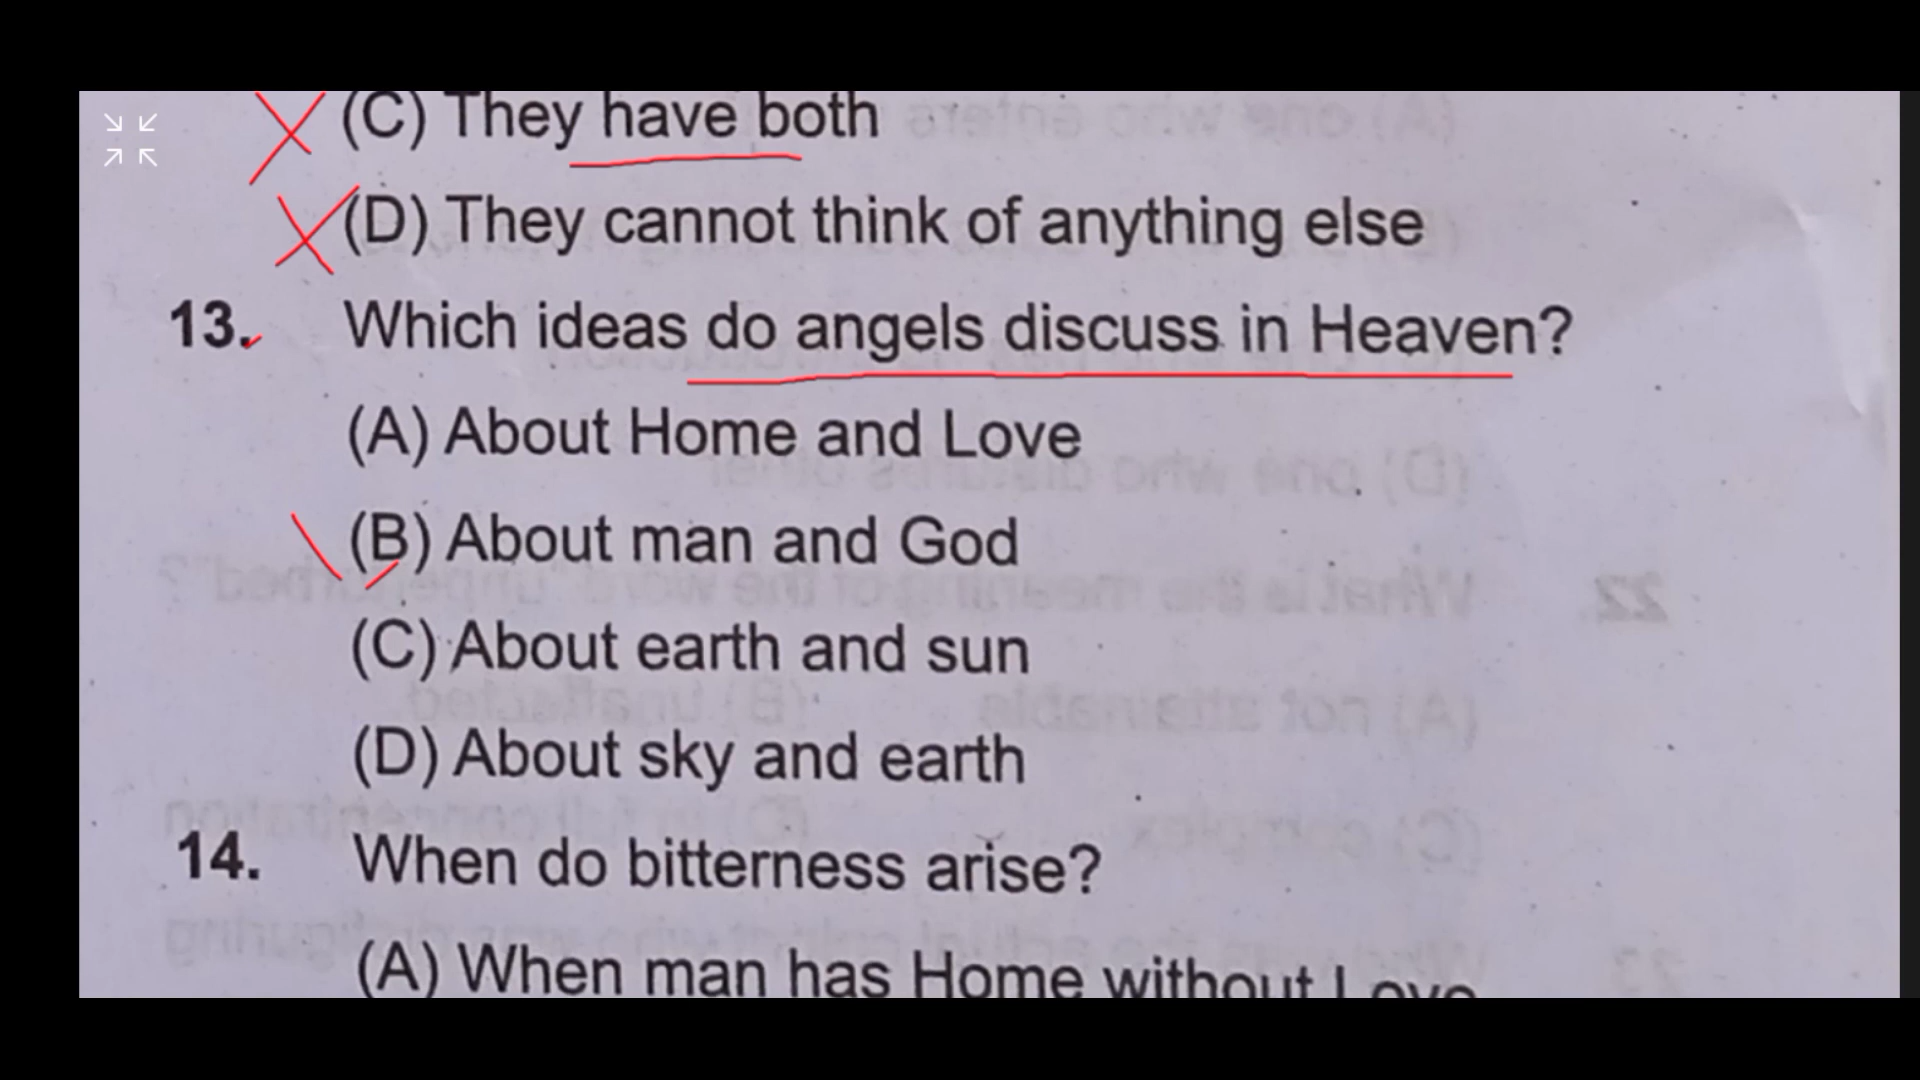 (C) They have both
(D) They cannot think of anything else
13. Which ideas do angels discuss in Heaven?
(A) About Home and Love
(B) About man and God
(C) About earth and sun
(D) About sky and earth
14. When do bitterness arise?
(A) When man has Home without Love